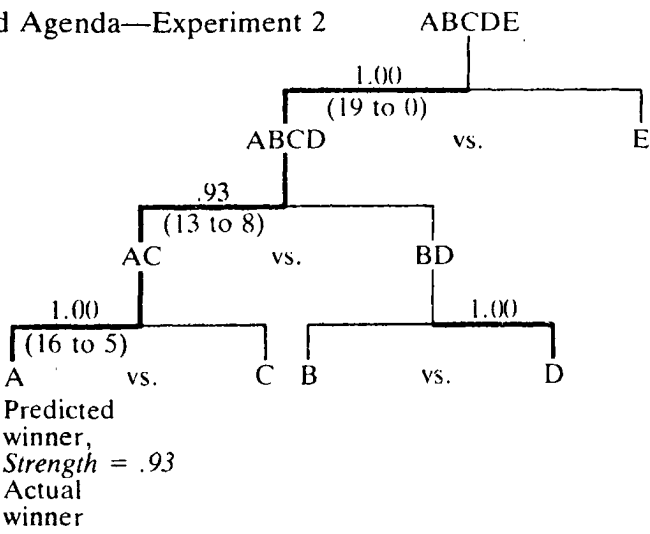 d Agenda—Experiment 2
ABCDE
1.00
(19 to 0)
ABCD vs. E
.93
(13 to 8)
AC vs. BD
1.00 1.00
(16 to 5)
A vs. C B vs. D
Predicted
winner,
Strength = .93
Actual
winner